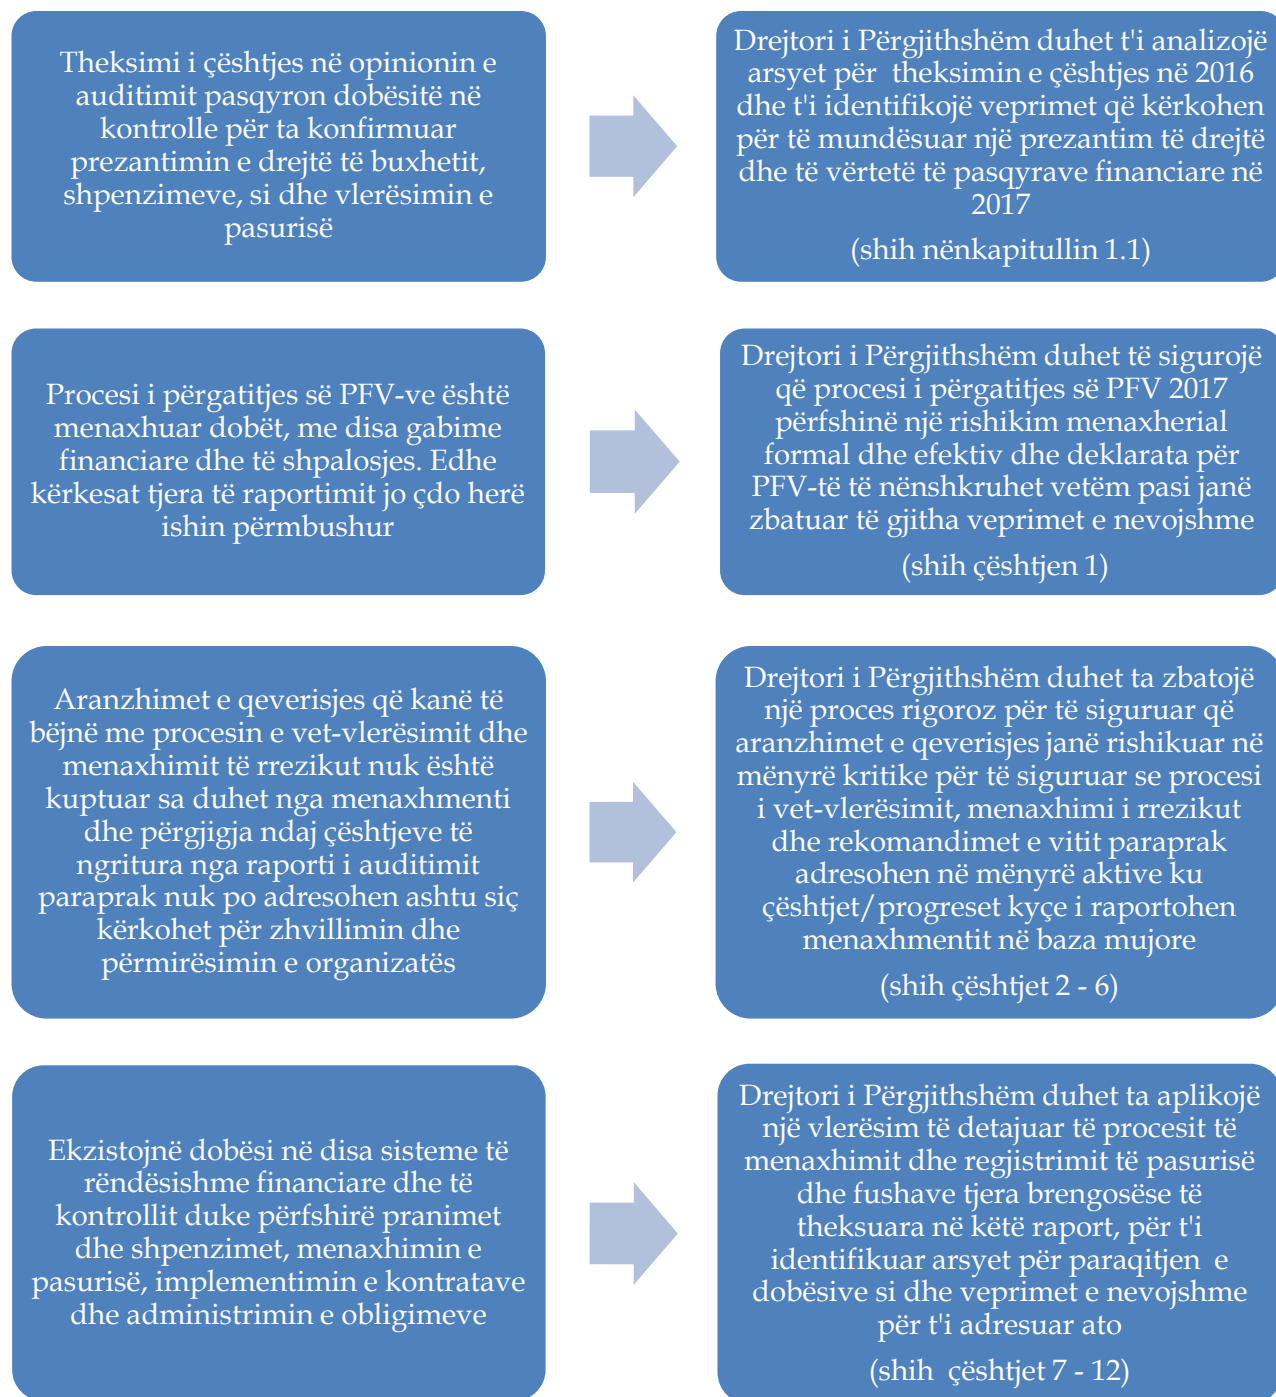 Theksimi i çështjes në opinionin e
auditimit pasqyron dobësitë në
kontrolle për ta konfirmuar
prezantimin e drejtë të buxhetit,
shpenzimeve, si dhe vlerësimin e
pasurisë
Drejtori i Përgjithshëm duhet t'i analizojë
arsyet për theksimin e çështjes në 2016
dhe t'i identifikojë veprimet që kërkohen
për të mundësuar një prezantim të drejtë
dhe të vërtetë të pasqyrave financiare në
2017
(shih nënkapitullin 1.1)
Procesi i përgatitjes së PFV-ve është
menaxhuar dobët, me disa gabime
financiare dhe të shpalosjes. Edhe
kërkesat tjera të raportimit jo çdo herë
ishin përmbushur
Drejtori i Përgjithshëm duhet të sigurojë
që procesi i përgatitjes së PFV 2017
përfshinë një rishikim menaxherial
formal dhe efektiv dhe deklarata për
PFV-të të nënshkruhet vetëm pasi janë
zbatuar të gjitha veprimet e nevojshme
(shih çështjen 1)
Aranzhimet e qeverisjes që kanë të
bëjnë me procesin e vet-vlerësimit dhe
menaxhimit të rrezikut nuk është
kuptuar sa duhet nga menaxhmenti
dhe përgjigja ndaj çështjeve të
ngritura nga raporti i auditimit
paraprak nuk po adresohen ashtu siç
kërkohet për zhvillimin dhe
përmirësimin e organizatës
Drejtori i Përgjithshëm duhet ta zbatojë
një proces rigoroz për të siguruar që
aranzhimet e qeverisjes janë rishikuar në
mënyrë kritike për të siguruar se procesi
i vet-vlerësimit, menaxhimi i rrezikut
dhe rekomandimet e vitit paraprak
adresohen në mënyrë aktive ku
çështjet/progreset kyçe i raportohen
menaxhmentit në baza mujore
(shih çështjet 2 - 6)
Ekzistojnë dobësi në disa sisteme të
rëndësishme financiare dhe të
kontrollit duke përfshirë pranimet
dhe shpenzimet, menaxhimin e
pasurisë, implementimin e kontratave
dhe administrimin e obligimeve
Drejtori i Përgjithshëm duhet ta aplikojë
një vlerësim të detajuar të procesit të
menaxhimit dhe regjistrimit të pasurisë
dhe fushave tjera brengosëse të
theksuara në këtë raport, për t'i
identifikuar arsyet për paraqitjen e
dobësive si dhe veprimet e nevojshme
për t'i adresuar ato
(shih çështjet 7 - 12)